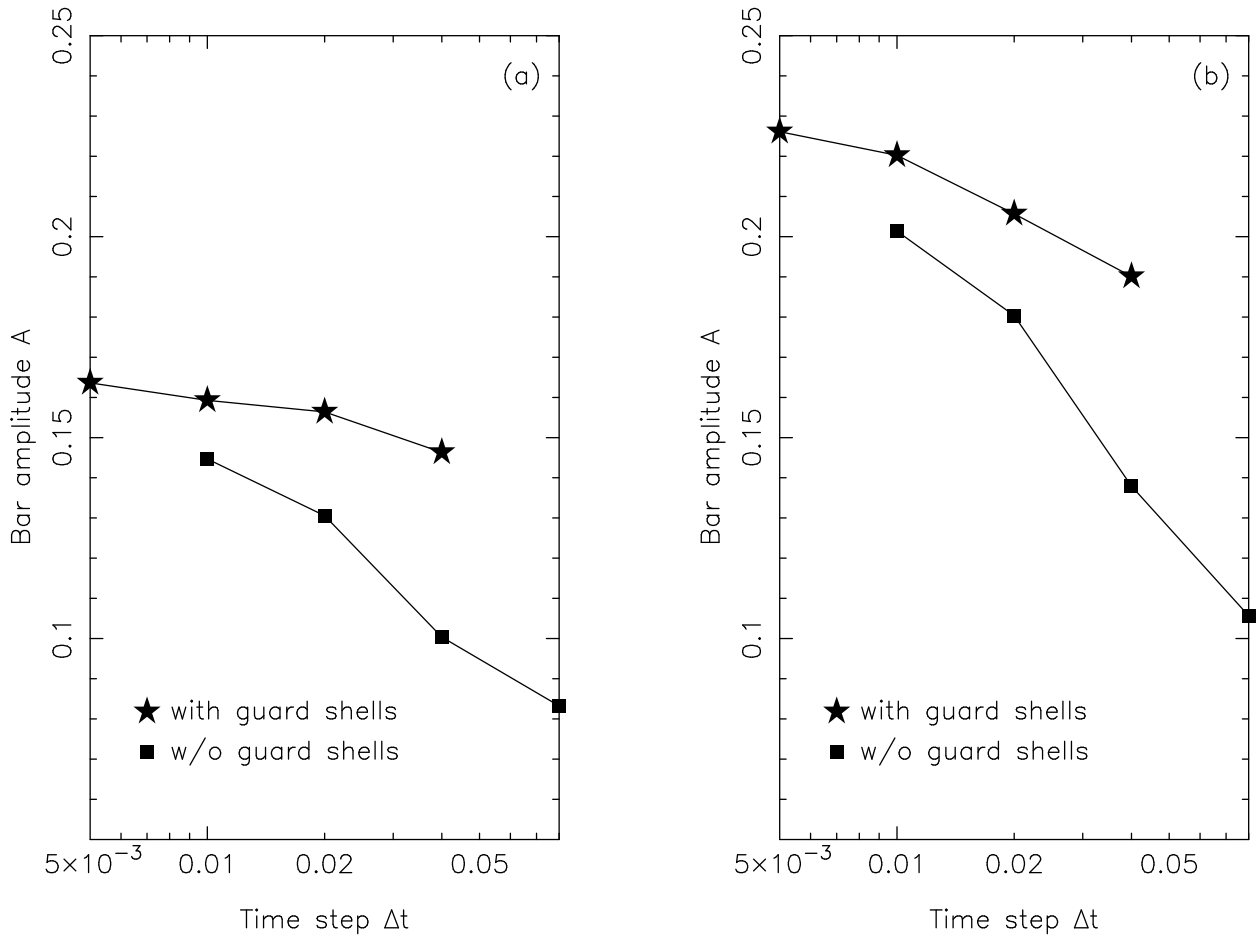 (a)
0.25
0.2
0.15
0.1
Bar amplitude A
with guard shells
w/o guard shells
5×10⁻³ 0.01 0.02 0.05
Time step Δt
(b)
0.25
0.2
0.15
0.1
Bar amplitude A
with guard shells
w/o guard shells
5×10⁻³ 0.01 0.02 0.05
Time step Δt